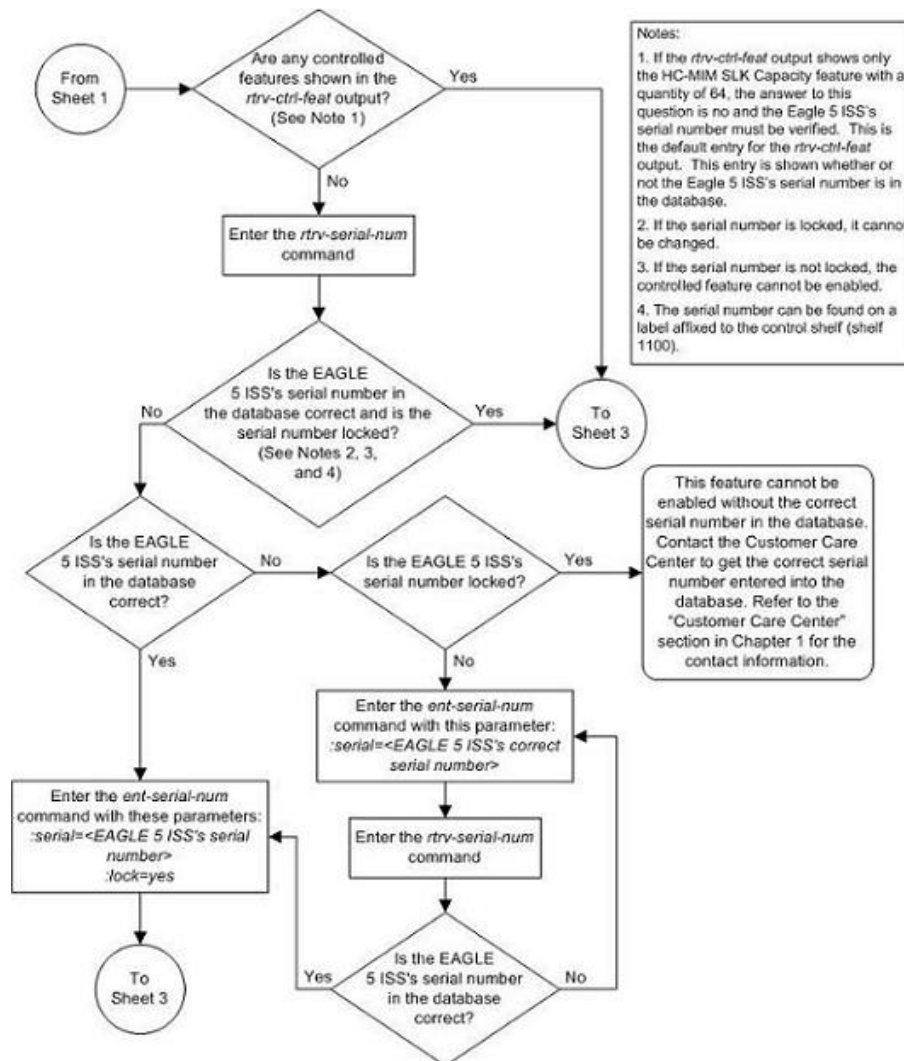 From
Sheet 1
Are any controlled
features shown in the
rtrv-ctrl-feat output?
(See Note 1)
Yes
No
Notes:
1. If the rtrv-ctrl-feat output shows only
the HC-MIM SLK Capacity feature with a
quantity of 64, the answer to this
question is no and the Eagle 5 ISS's
serial number must be verified. This is
the default entry for the rtrv-ctrl-feat
output. This entry is shown whether or
not the Eagle 5 ISS's serial number is in
the database.
2. If the serial number is locked, it cannot
be changed.
3. If the serial number is not locked, the
controlled feature cannot be enabled.
4. The serial number can be found on a
label affixed to the control shelf (shelf
1100).
Enter the rtrv-serial-num
command
Is the EAGLE
5 ISS's serial number in
the database correct and is the
serial number locked?
(See Notes 2, 3,
and 4)
No
Yes
To
Sheet 3
Is the EAGLE
5 ISS's serial number
in the database
correct?
No
Yes
Is the EAGLE 5 ISS's
serial number locked?
Yes
No
This feature cannot be
enabled without the correct
serial number in the database.
Contact the Customer Care
Center to get the correct serial
number entered into the
database. Refer to the
"Customer Care Center"
section in Chapter 1 for the
contact information.
Enter the ent-serial-num
command with this parameter:
:serial=<EAGLE 5 ISS's correct
serial number>
Enter the ent-serial-num
command with these parameters:
:serial=<EAGLE 5 ISS's serial
number>
:lock=yes
Enter the rtrv-serial-num
command
Is the EAGLE
5 ISS's serial number
in the database
correct?
Yes
No
To
Sheet 3